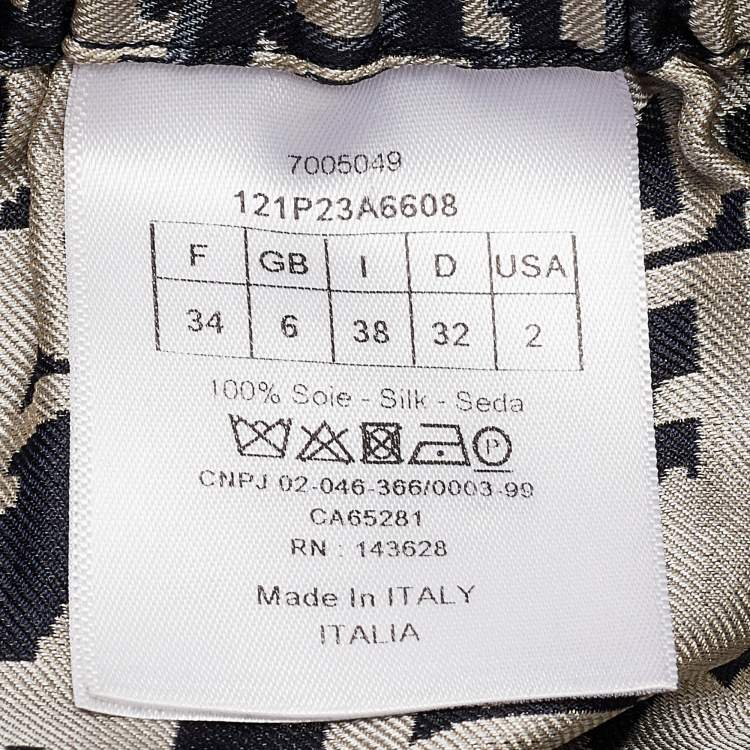 7005049
121P23A6608
F GB I D USA
34 6 38 32 2
100% Soie - Silk - Seda
P
CNPJ 02-046-366/0003-99
CA65281
RN : 143628
Made In ITALY
ITALIA